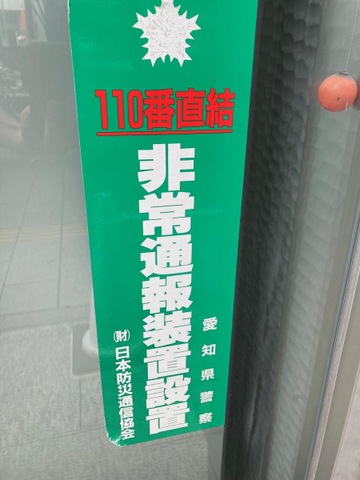 110番直結
非常通報装置設置
愛知県警察
㈶日本防災通信協会